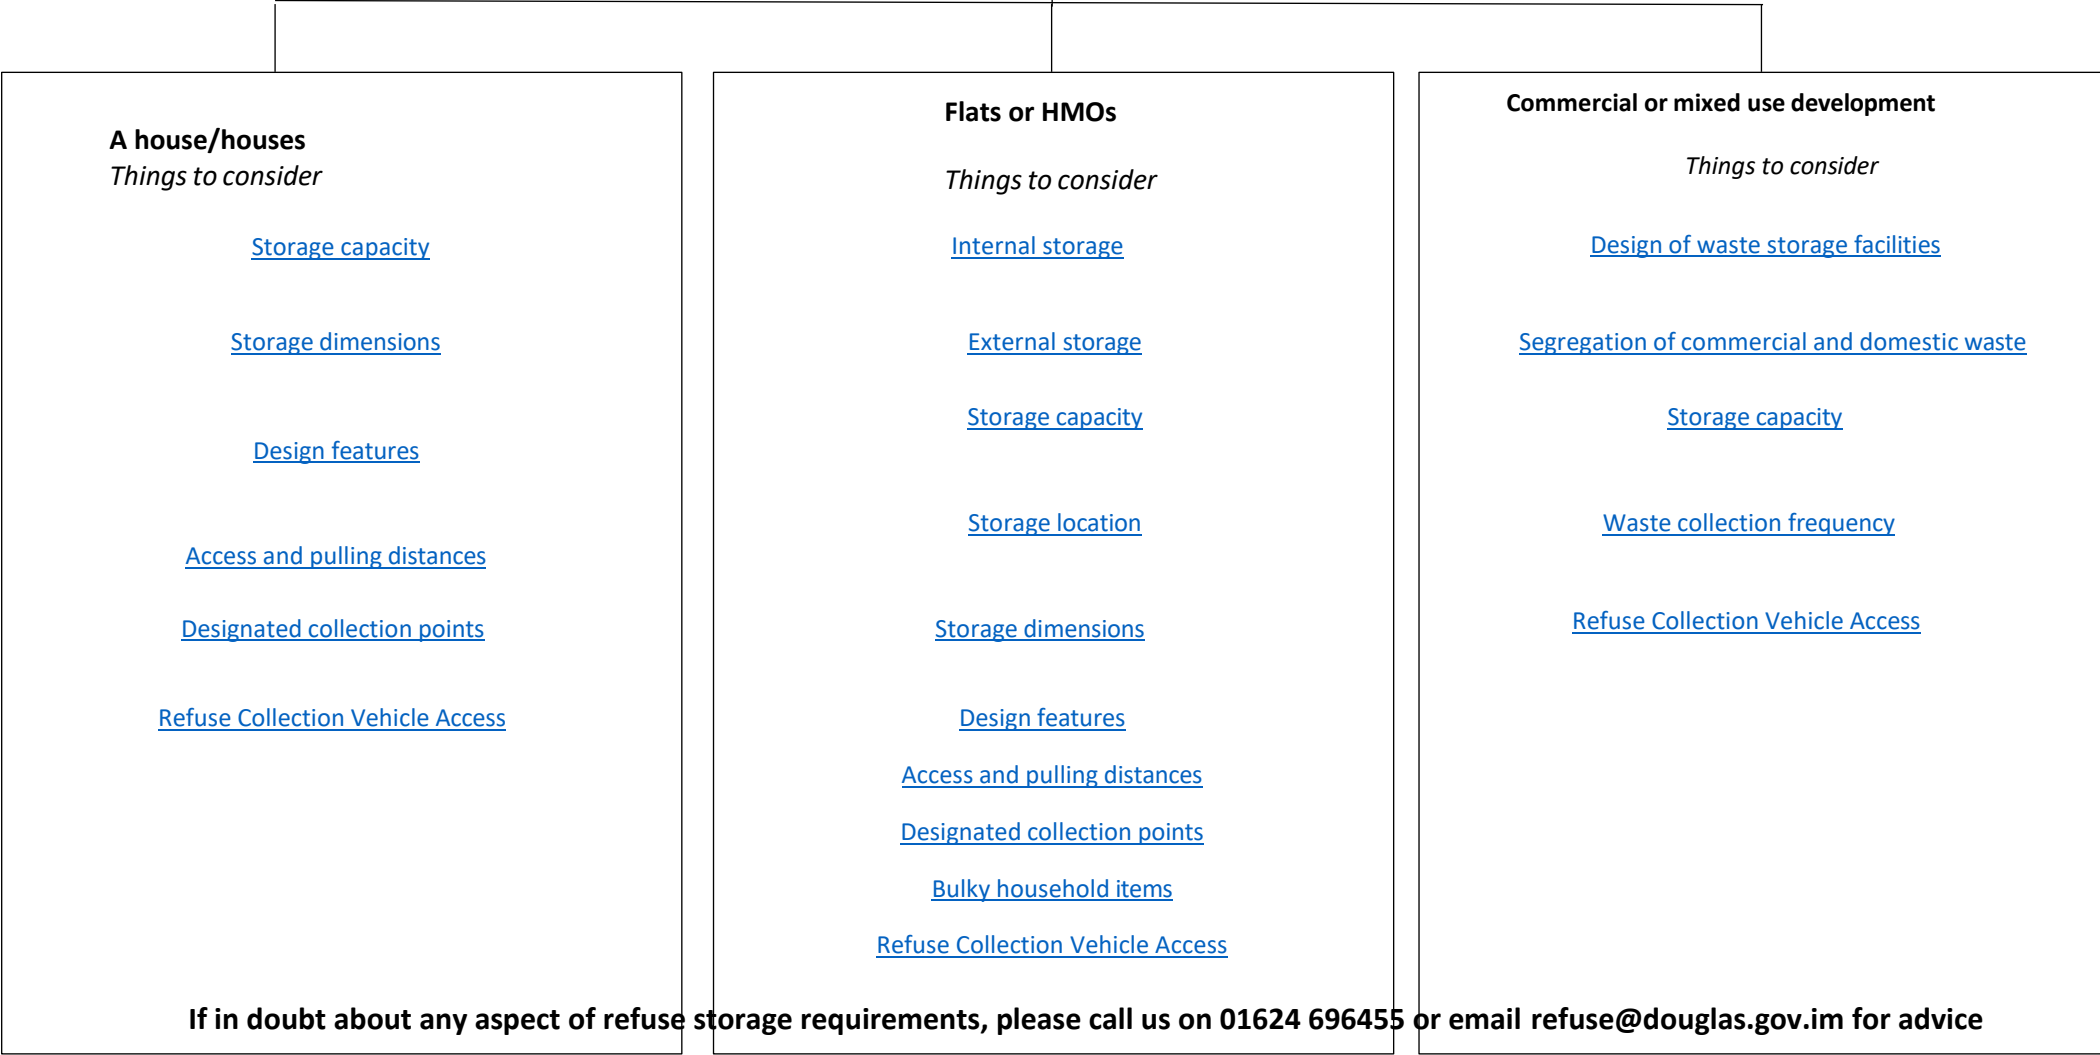 A house/houses
Things to consider
Storage capacity
Storage dimensions
Design features
Access and pulling distances
Designated collection points
Refuse Collection Vehicle Access
Flats or HMOs
Things to consider
Internal storage
External storage
Storage capacity
Storage location
Storage dimensions
Design features
Access and pulling distances
Designated collection points
Bulky household items
Refuse Collection Vehicle Access
Commercial or mixed use development
Things to consider
Design of waste storage facilities
Segregation of commercial and domestic waste
Storage capacity
Waste collection frequency
Refuse Collection Vehicle Access
If in doubt about any aspect of refuse storage requirements, please call us on 01624 696455 or email refuse@douglas.gov.im for advice